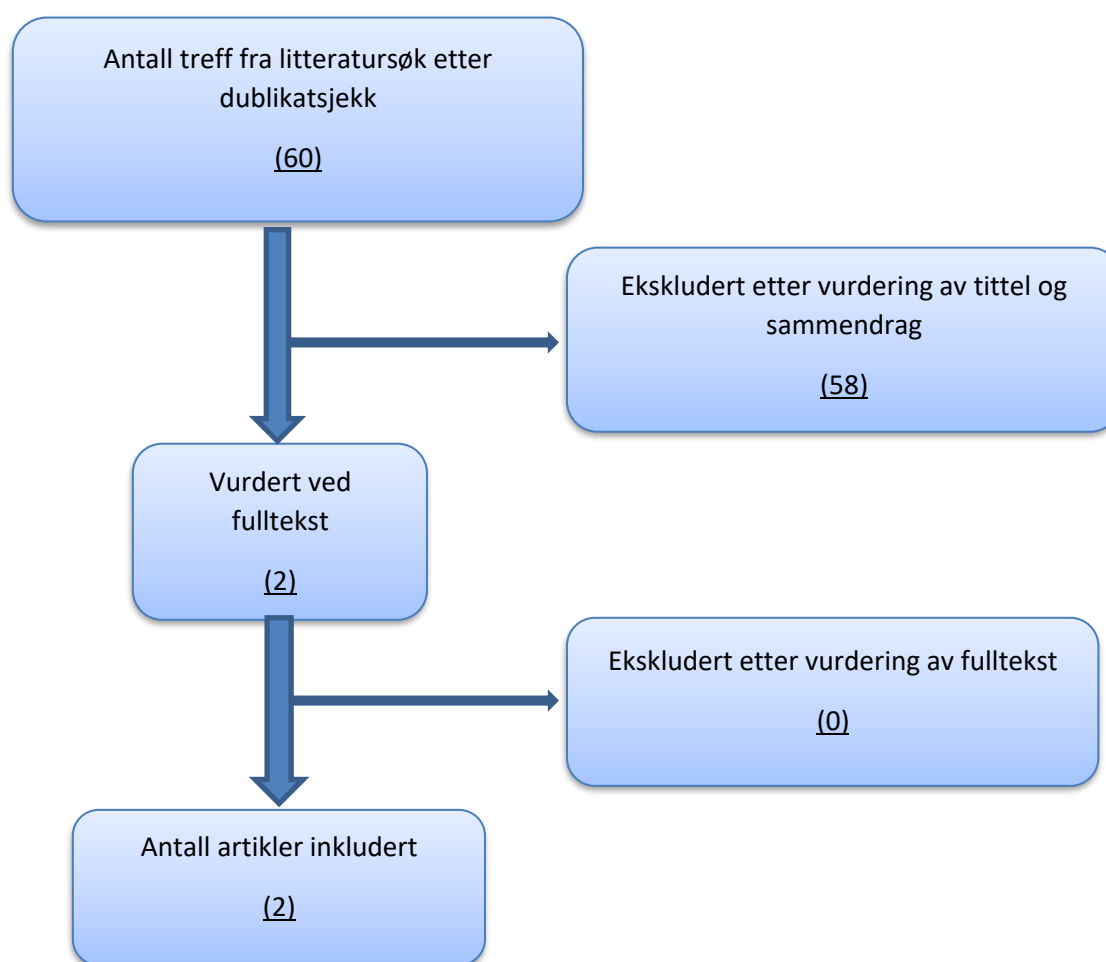 Antall treff fra litteratursøk etter
dublikatsjekk
(60)
Ekskludert etter vurdering av tittel og
sammendrag
(58)
Vurdert ved
fulltekst
(2)
Ekskludert etter vurdering av fulltekst
(0)
Antall artikler inkludert
(2)